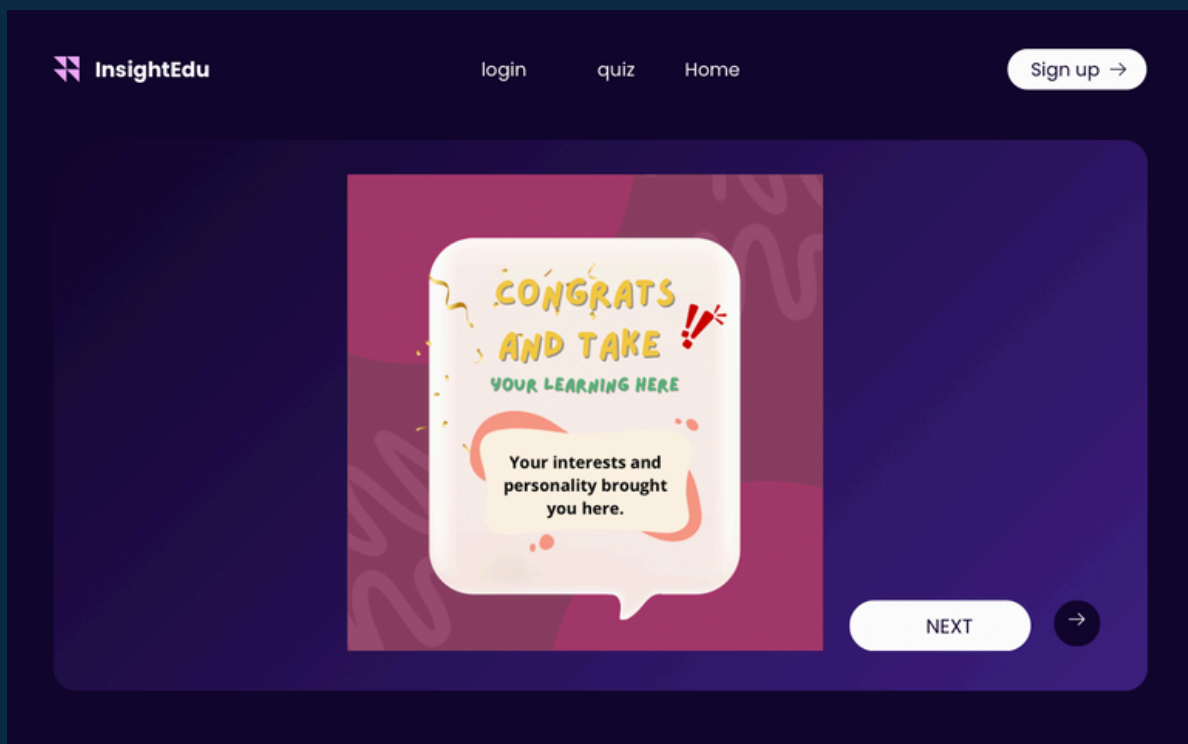 InsightEdu
login quiz Home
Sign up →
CONGRATS
AND TAKE
YOUR LEARNING HERE
Your interests and
personality brought
you here.
NEXT →